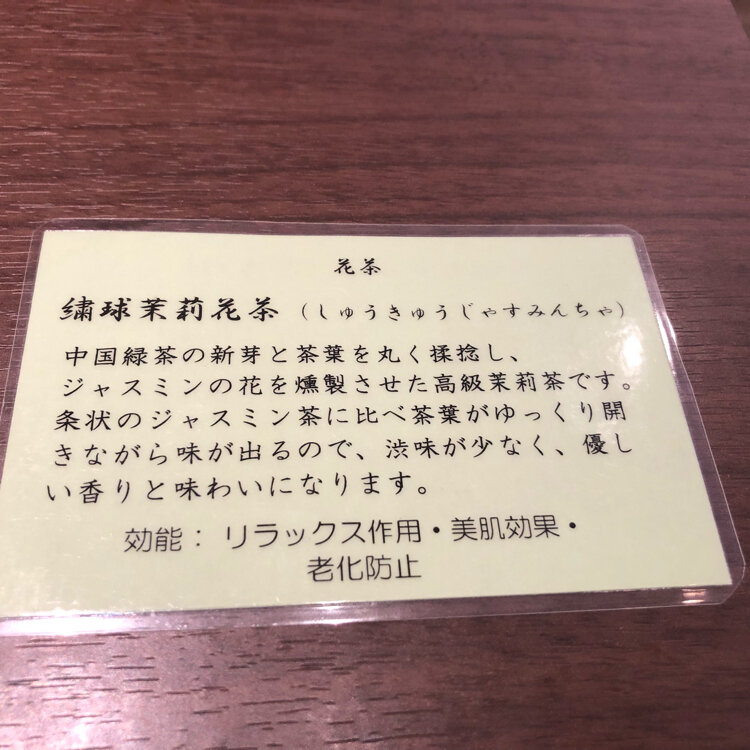 花茶
繍球茉莉花茶（しゅうきゅうじゃすみんちゃ）
中国緑茶の新芽と茶葉を丸く揉捻し、
ジャスミンの花を燻製させた高級茉莉茶です。
条状のジャスミン茶に比べ茶葉がゆっくり開
きながら味が出るので、渋味が少なく、優し
い香りと味わいになります。
効能：リラックス作用・美肌効果・
老化防止